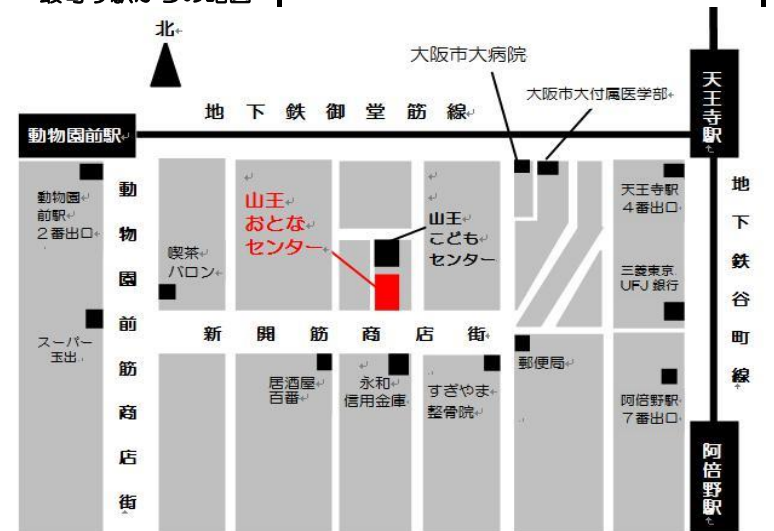 最寄り駅からの地図
北
大阪市大病院
大阪市大付属医学部
天王寺駅
地下鉄御堂筋線
動物園前駅
動物園
前駅
2番出口
動物園前筋商店街
山王
おとな
センター
山王
こども
センター
喫茶
バロン
天王寺駅
4番出口
地下鉄谷町線
三菱東京
UFJ 銀行
スーパー
玉出
新開筋商店街
居酒屋
百番
永和
信用金庫
すぎやま
整骨院
郵便局
阿倍野駅
7番出口
阿倍野駅